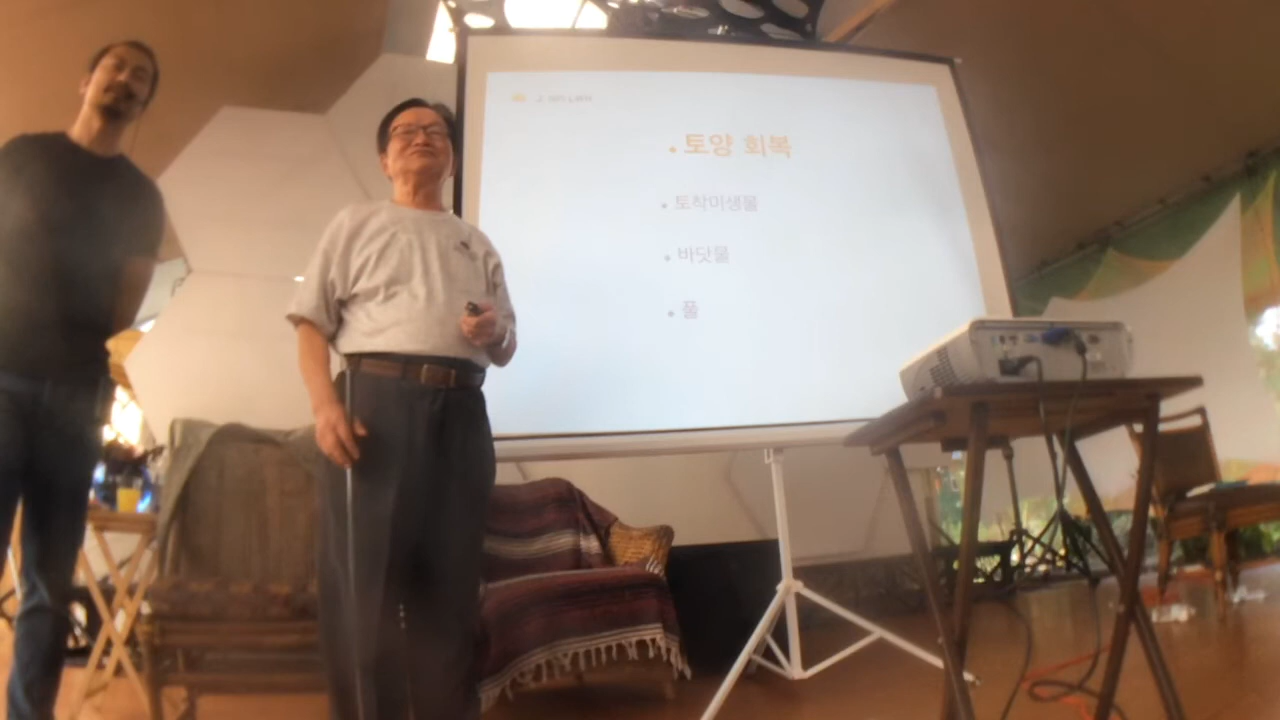 • 토양 회복
• 토착미생물
• 바닷물
• 풀